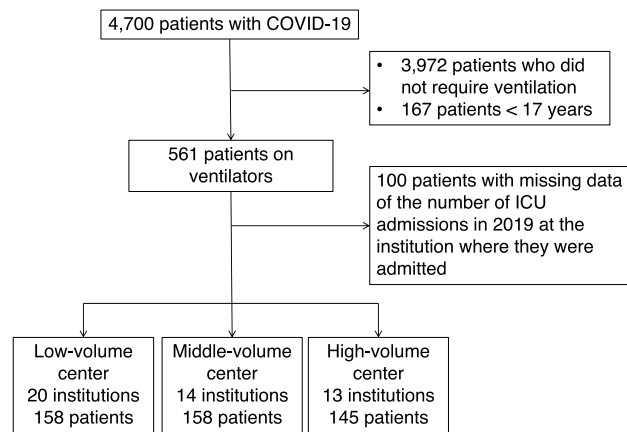 4,700 patients with COVID-19
• 3,972 patients who did
not require ventilation
• 167 patients < 17 years
561 patients on
ventilators
100 patients with missing data
of the number of ICU
admissions in 2019 at the
institution where they were
admitted
Low-volume
center
20 institutions
158 patients
Middle-volume
center
14 institutions
158 patients
High-volume
center
13 institutions
145 patients